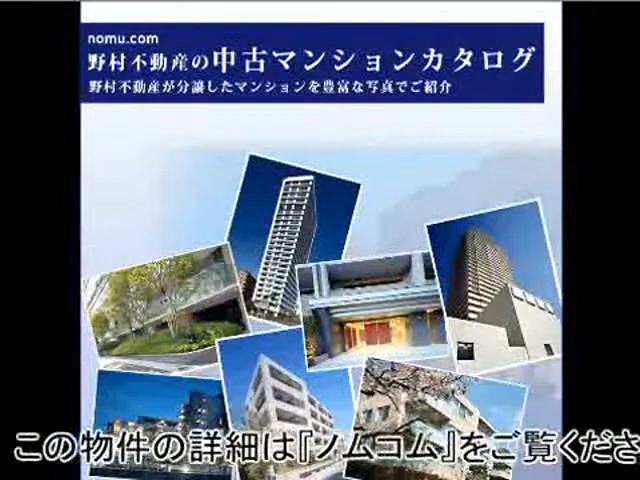 nomu.com
野村不動産の中古マンションカタログ
野村不動産が分譲したマンションを豊富な写真でご紹介
この物件の詳細は『ノムコム』をご覧くださ